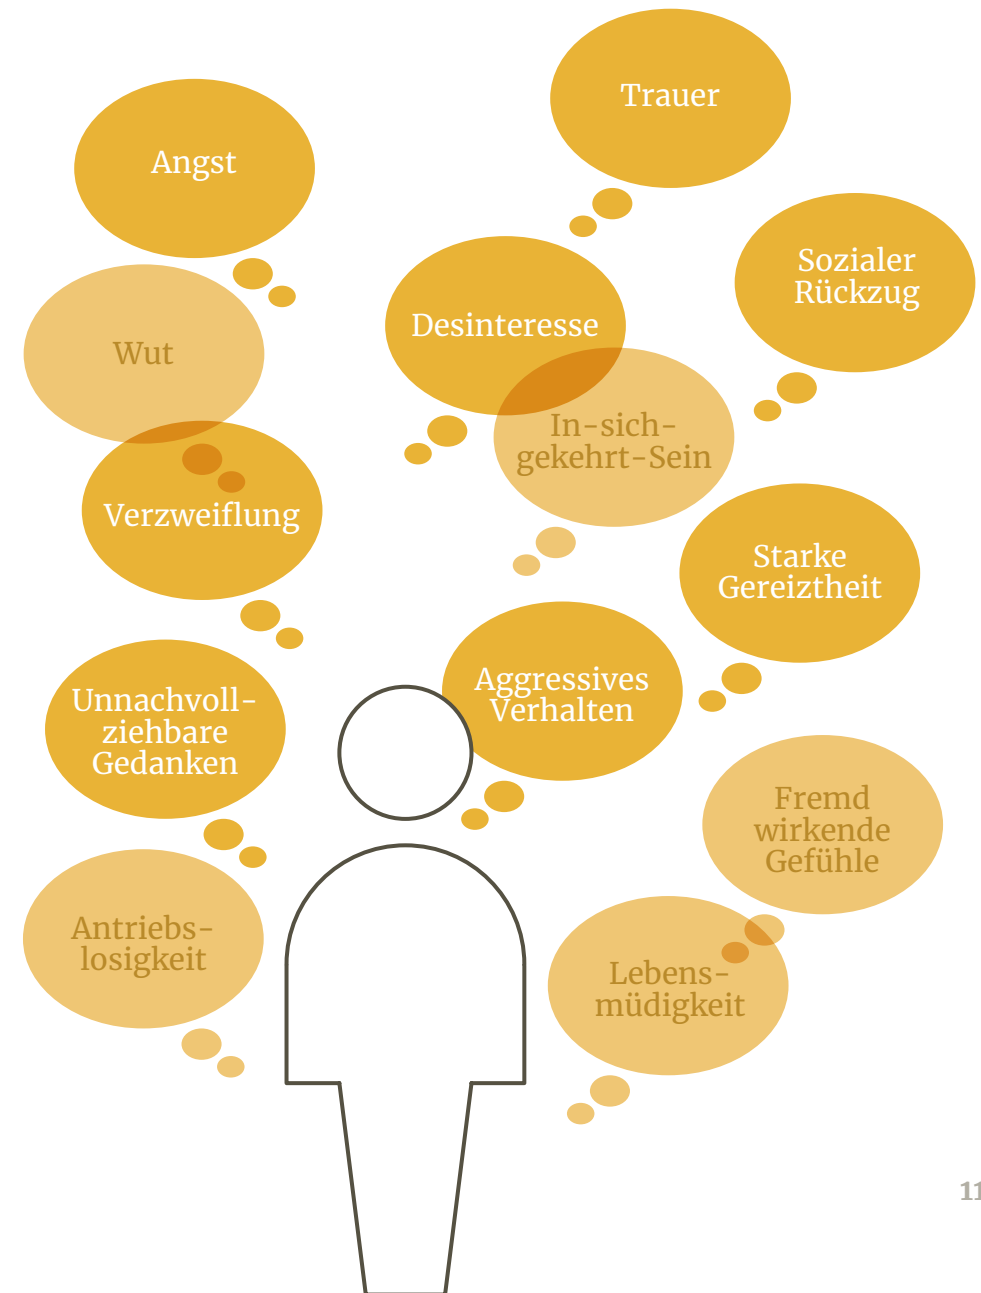 Trauer
Angst
Sozialer
Rückzug
Desinteresse
Wut
In-sich-
gekehrt-Sein
Verzweiflung
Starke
Gereiztheit
Aggressives
Verhalten
Unnachvoll-
ziehbare
Gedanken
Fremd
wirkende
Gefühle
Antriebs-
losigkeit
Lebens-
müdigkeit
11